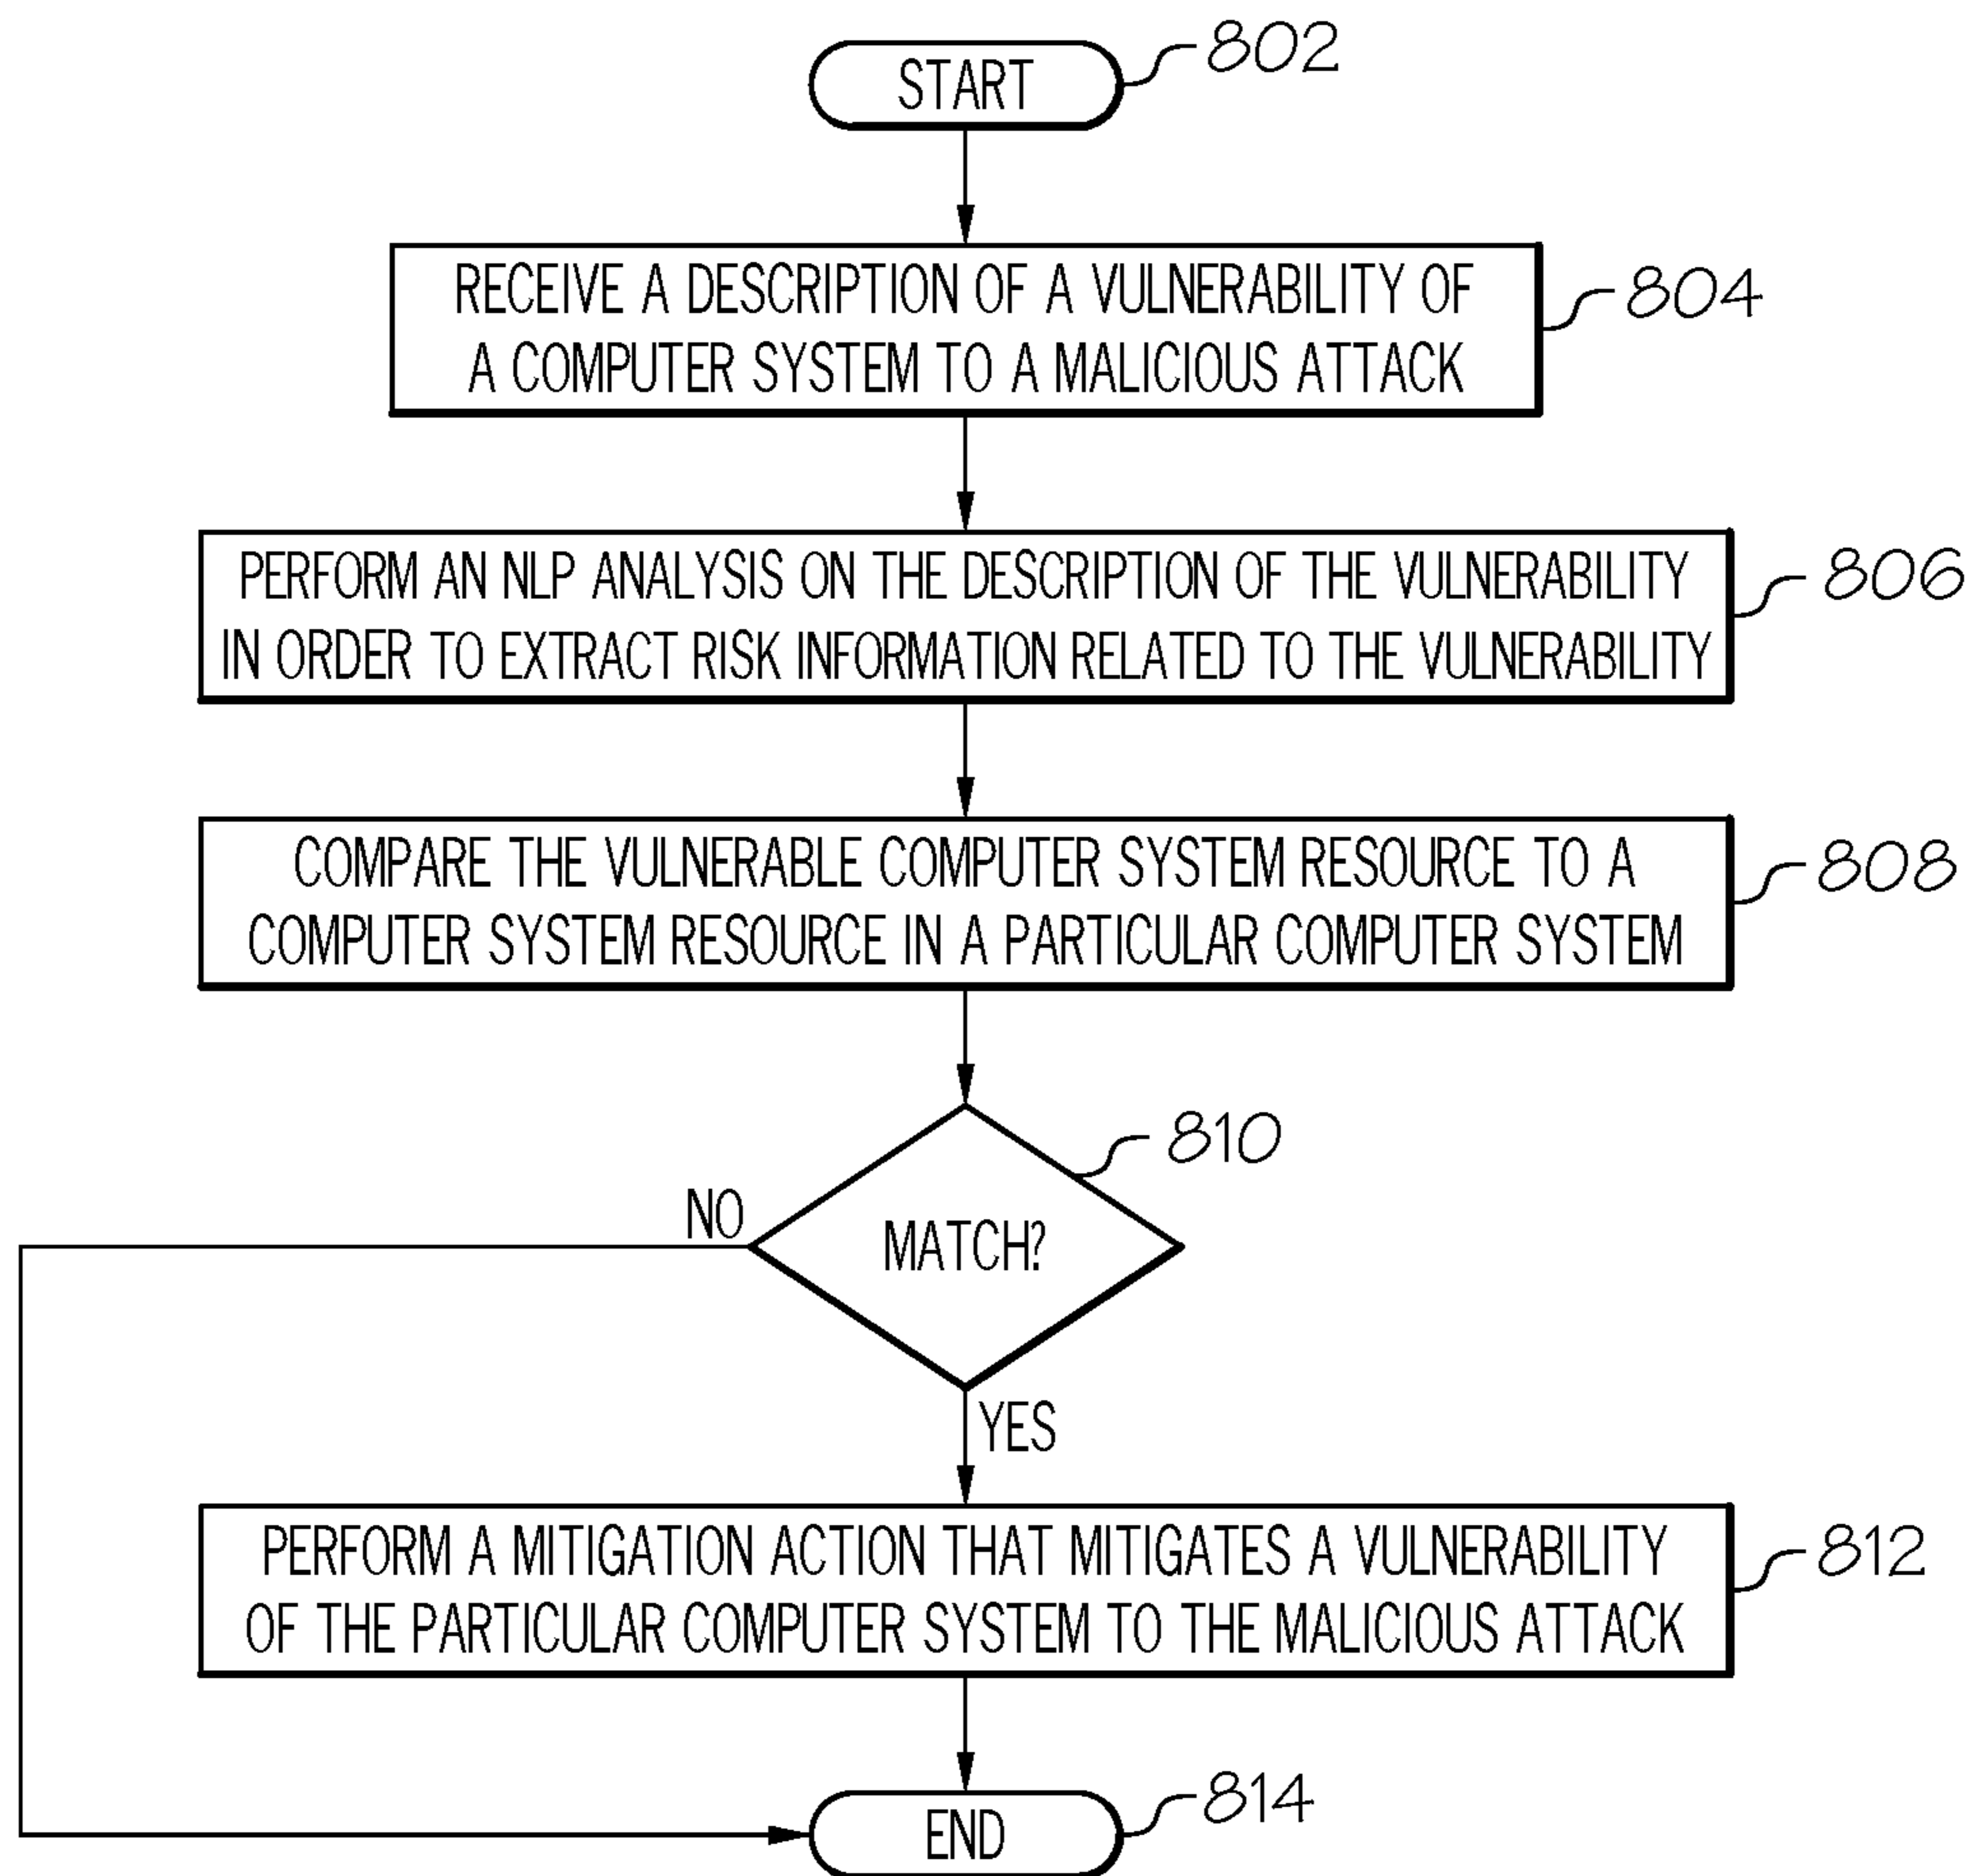 START
802
RECEIVE A DESCRIPTION OF A VULNERABILITY OF
A COMPUTER SYSTEM TO A MALICIOUS ATTACK
804
PERFORM AN NLP ANALYSIS ON THE DESCRIPTION OF THE VULNERABILITY
IN ORDER TO EXTRACT RISK INFORMATION RELATED TO THE VULNERABILITY
806
COMPARE THE VULNERABLE COMPUTER SYSTEM RESOURCE TO A
COMPUTER SYSTEM RESOURCE IN A PARTICULAR COMPUTER SYSTEM
808
810
NO
MATCH?
YES
PERFORM A MITIGATION ACTION THAT MITIGATES A VULNERABILITY
OF THE PARTICULAR COMPUTER SYSTEM TO THE MALICIOUS ATTACK
812
END
814